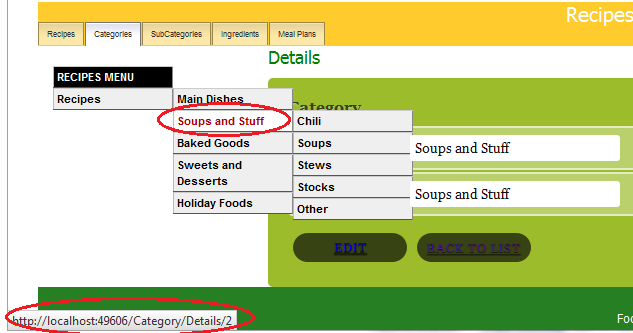 Recipes
Recipes Categories SubCategories Ingredients Meal Plans
Details
RECIPES MENU
Recipes
Main Dishes
Soups and Stuff
Baked Goods
Sweets and
Desserts
Holiday Foods
Chili
Soups
Stews
Stocks
Other
Category
Soups and Stuff
Soups and Stuff
EDIT BACK TO LIST
http://localhost:49606/Category/Details/2
Foo